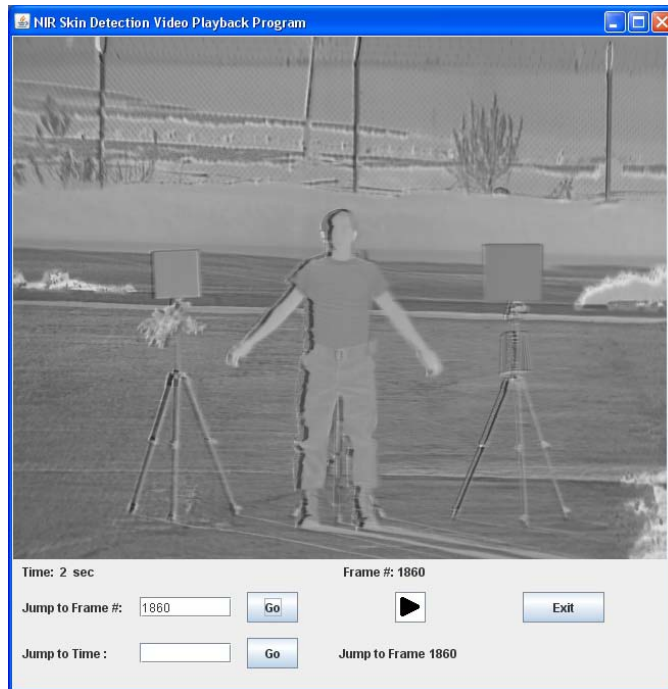 NIR Skin Detection Video Playback Program
Time: 2 sec
Frame #: 1860
Jump to Frame #:
1860
Go
Exit
Jump to Time :
Go
Jump to Frame 1860